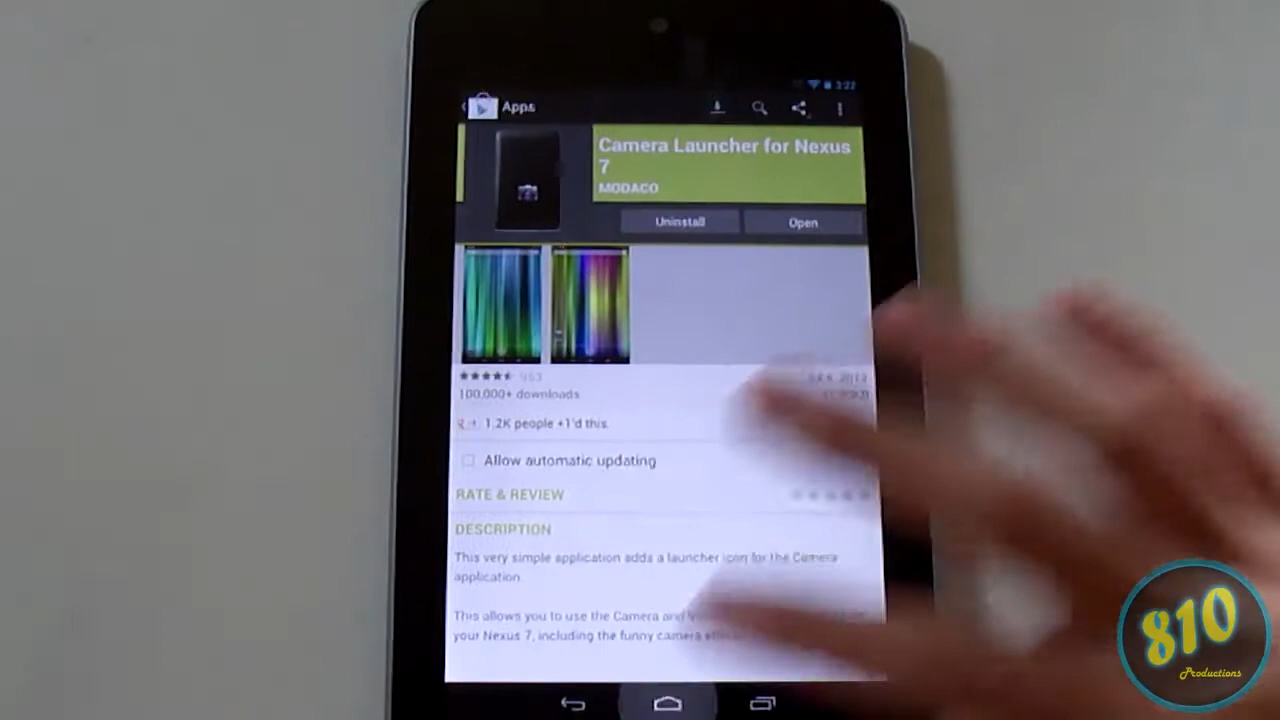 3:22
Apps
Camera Launcher for Nexus
7
MODACO
Uninstall
Open
100,000+ downloads
1.2K people +1'd this.
Allow automatic updating
RATE & REVIEW
DESCRIPTION
This very simple application adds a launcher icon for the Camera
application.
This allows you to use the Camera and
your Nexus 7, including the funny camera
810
Productions